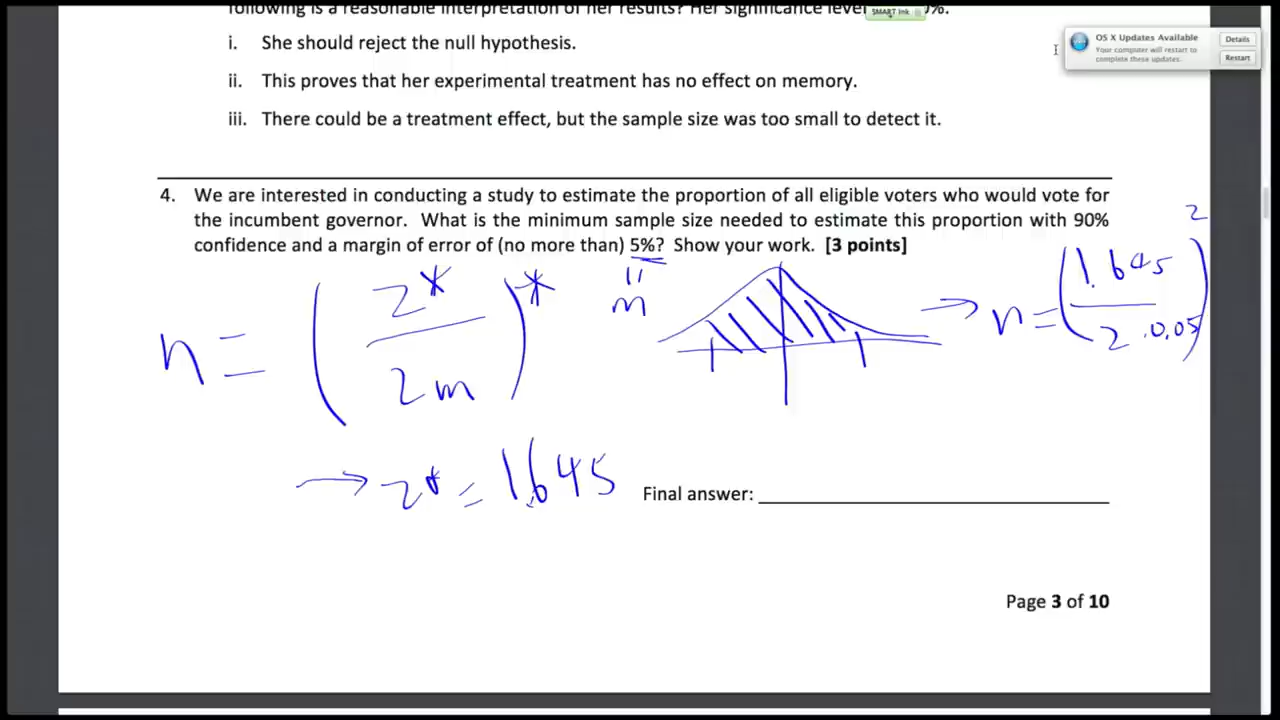 following is a reasonable interpretation of her results? Her significance level %.
SMART Ink
OS X Updates Available
Your computer will restart to
complete these updates.
Details
Restart
i. She should reject the null hypothesis.
ii. This proves that her experimental treatment has no effect on memory.
iii. There could be a treatment effect, but the sample size was too small to detect it.
4. We are interested in conducting a study to estimate the proportion of all eligible voters who would vote for
the incumbent governor. What is the minimum sample size needed to estimate this proportion with 90%
confidence and a margin of error of (no more than) 5%? Show your work. [3 points]
n = (z* / 2m)*
m
→ n = (1.645 / 2 · 0.05)²
→ z* = 1.645
Final answer:
Page 3 of 10